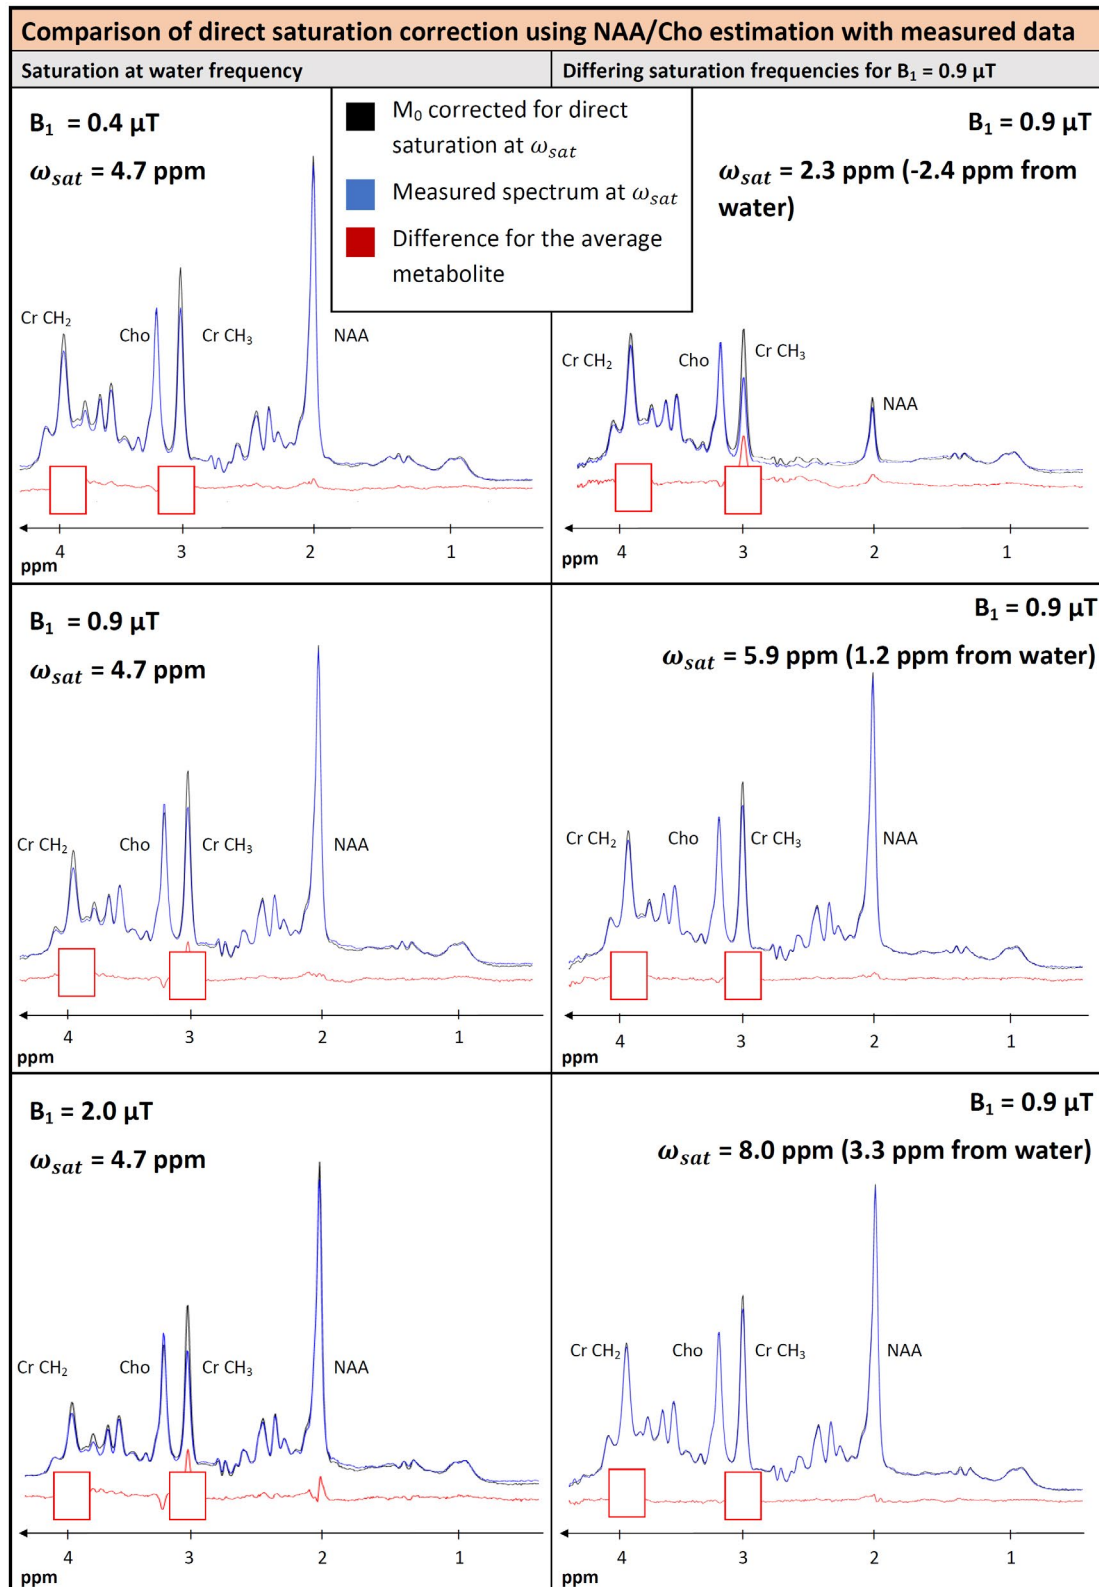 Comparison of direct saturation correction using NAA/Cho estimation with measured data
Saturation at water frequency
Differing saturation frequencies for B₁ = 0.9 µT
M₀ corrected for direct
saturation at ω_sat
Measured spectrum at ω_sat
Difference for the average
metabolite
B₁ = 0.4 µT
ω_sat = 4.7 ppm
Cr CH₂
Cho
Cr CH₃
NAA
4
3
2
1
ppm
B₁ = 0.9 µT
ω_sat = 2.3 ppm (-2.4 ppm from
water)
Cr CH₂
Cho
Cr CH₃
NAA
4
3
2
1
ppm
B₁ = 0.9 µT
ω_sat = 4.7 ppm
Cr CH₂
Cho
Cr CH₃
NAA
4
3
2
1
ppm
B₁ = 0.9 µT
ω_sat = 5.9 ppm (1.2 ppm from water)
Cr CH₂
Cho
Cr CH₃
NAA
4
3
2
1
ppm
B₁ = 2.0 µT
ω_sat = 4.7 ppm
Cr CH₂
Cho
Cr CH₃
NAA
4
3
2
1
ppm
B₁ = 0.9 µT
ω_sat = 8.0 ppm (3.3 ppm from water)
Cr CH₂
Cho
Cr CH₃
NAA
4
3
2
1
ppm